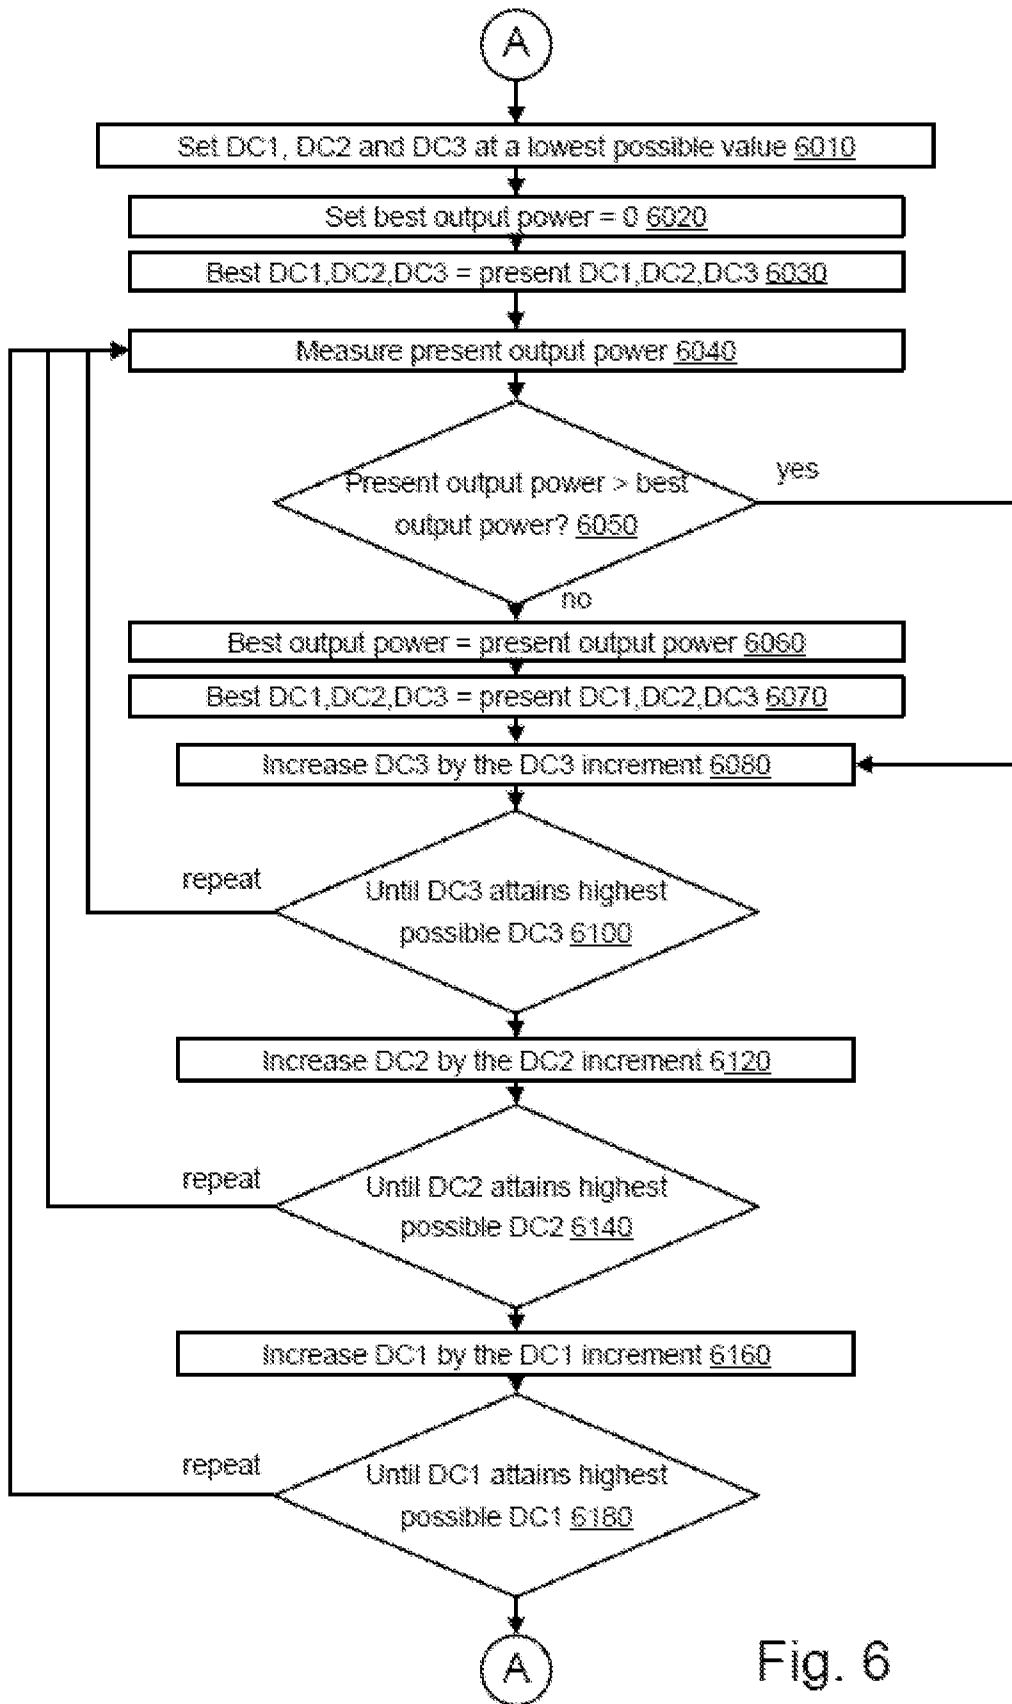 A
Set DC1, DC2 and DC3 at a lowest possible value 6010
Set best output power = 0 6020
Best DC1,DC2,DC3 = present DC1,DC2,DC3 6030
Measure present output power 6040
Present output power > best
output power? 6050
yes
no
Best output power = present output power 6060
Best DC1,DC2,DC3 = present DC1,DC2,DC3 6070
Increase DC3 by the DC3 increment 6080
repeat
Until DC3 attains highest
possible DC3 6100
Increase DC2 by the DC2 increment 6120
repeat
Until DC2 attains highest
possible DC2 6140
Increase DC1 by the DC1 increment 6160
repeat
Until DC1 attains highest
possible DC1 6180
A
Fig. 6